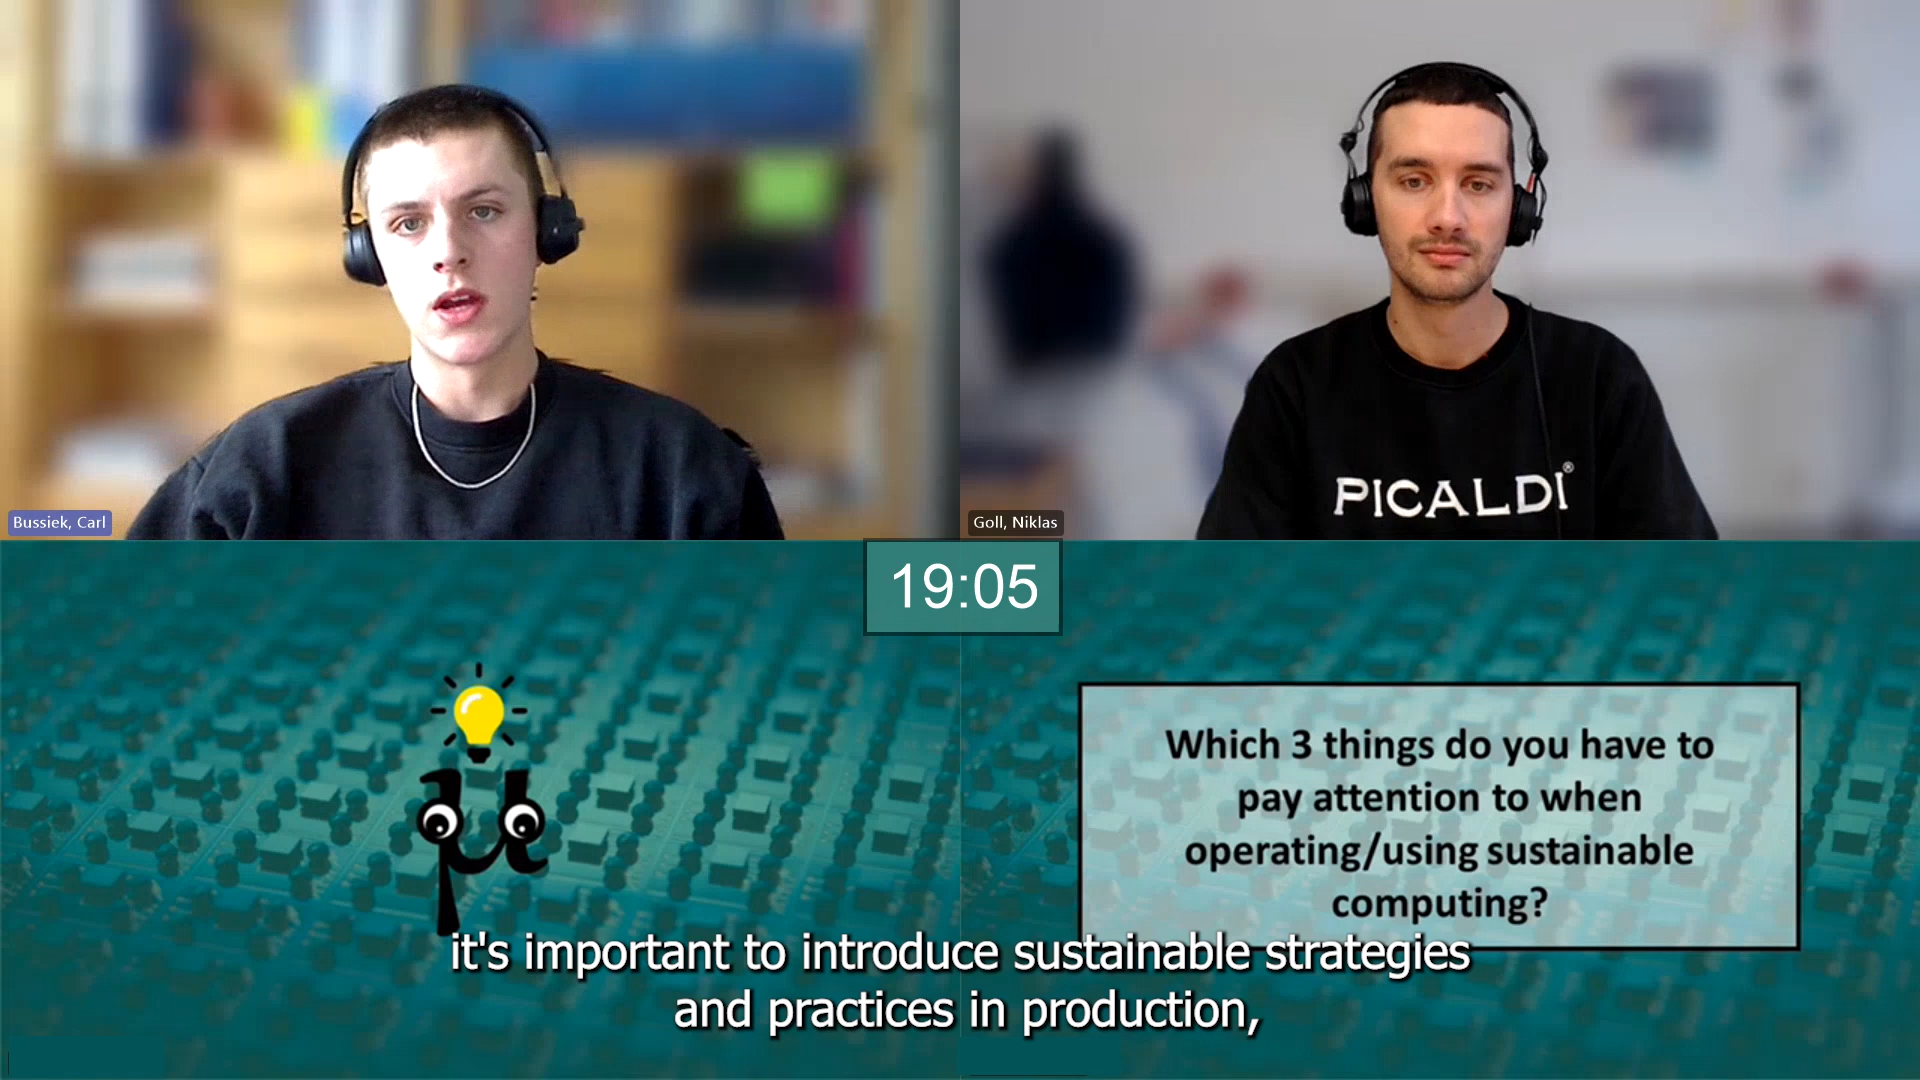 Bussiek, Carl
Goll, Niklas
PICALDI®
19:05
µ
Which 3 things do you have to
pay attention to when
operating/using sustainable
computing?
it's important to introduce sustainable strategies
and practices in production,